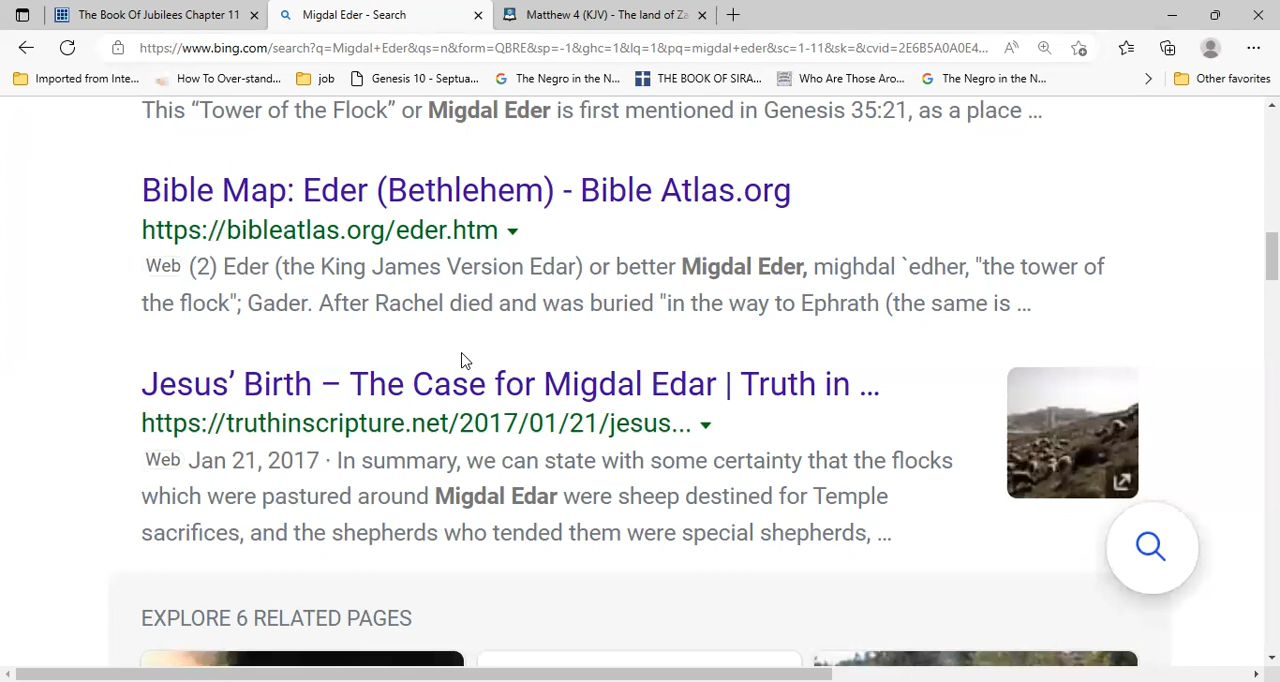 The Book Of Jubilees Chapter 11
Migdal Eder - Search
Matthew 4 (KJV) - The land of Za
https://www.bing.com/search?q=Migdal+Eder&qs=n&form=QBRE&sp=-1&ghc=1&lq=1&pq=migdal+eder&sc=1-11&sk=&cvid=2E6B5A0A0E4...
Imported from Inte...
How To Over-stand...
job
Genesis 10 - Septua...
The Negro in the N...
THE BOOK OF SIRA...
Who Are Those Aro...
The Negro in the N...
Other favorites
This “Tower of the Flock” or Migdal Eder is first mentioned in Genesis 35:21, as a place ...
Bible Map: Eder (Bethlehem) - Bible Atlas.org
https://bibleatlas.org/eder.htm
Web (2) Eder (the King James Version Edar) or better Migdal Eder, mighdal `edher, "the tower of
the flock"; Gader. After Rachel died and was buried "in the way to Ephrath (the same is ...
Jesus’ Birth – The Case for Migdal Edar | Truth in ...
https://truthinscripture.net/2017/01/21/jesus...
Web Jan 21, 2017 · In summary, we can state with some certainty that the flocks
which were pastured around Migdal Edar were sheep destined for Temple
sacrifices, and the shepherds who tended them were special shepherds, ...
EXPLORE 6 RELATED PAGES